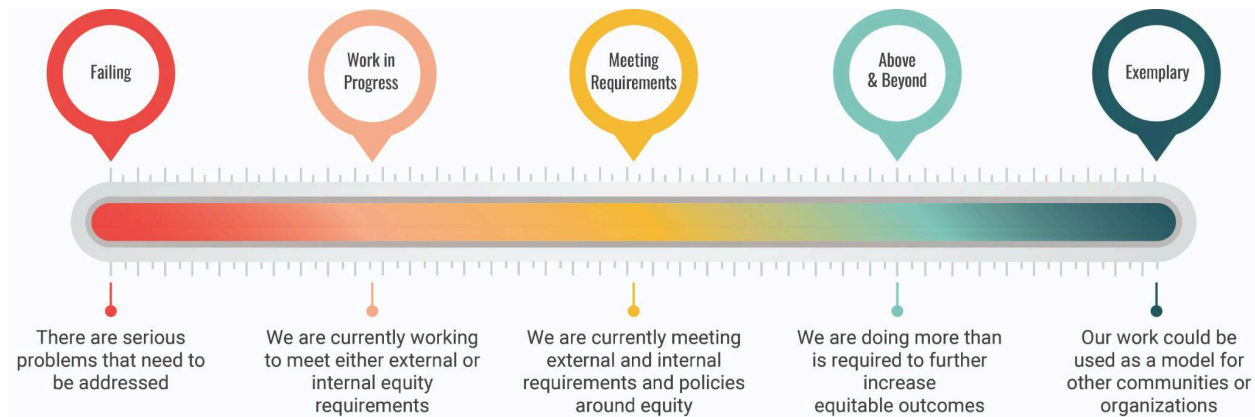 Failing
Work in
Progress
Meeting
Requirements
Above
& Beyond
Exemplary
There are serious
problems that need to
be addressed
We are currently working
to meet either external or
internal equity
requirements
We are currently meeting
external and internal
requirements and policies
around equity
We are doing more than
is required to further
increase
equitable outcomes
Our work could be
used as a model for
other communities or
organizations